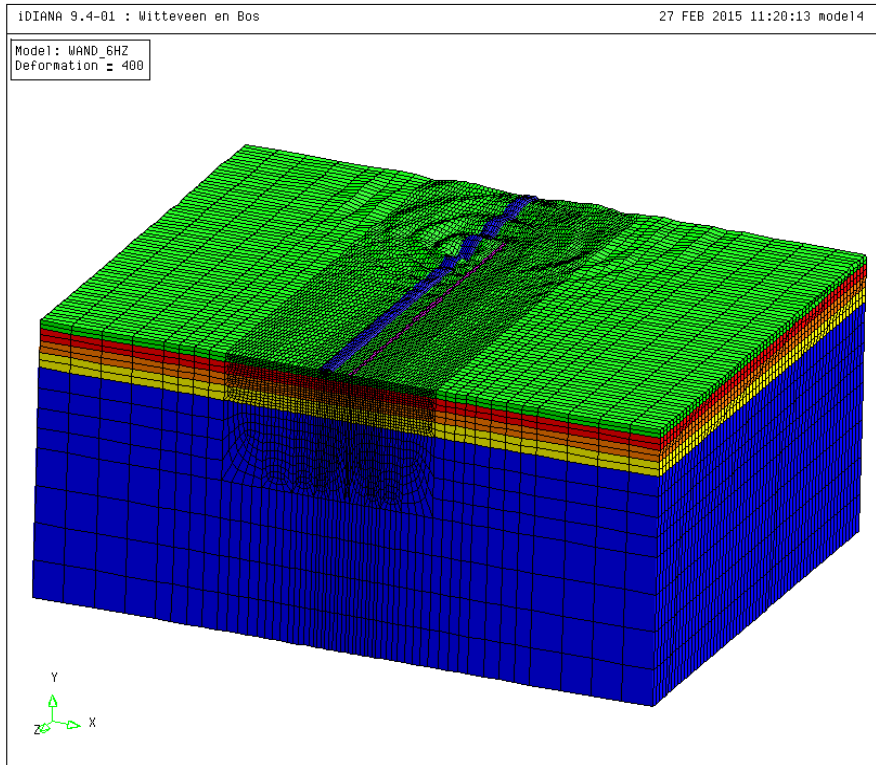 iDIANA 9.4-01 : Witteveen en Bos 27 FEB 2015 11:20:13 model4
Model: WAND_6HZ
Deformation = 400
Y
Z X